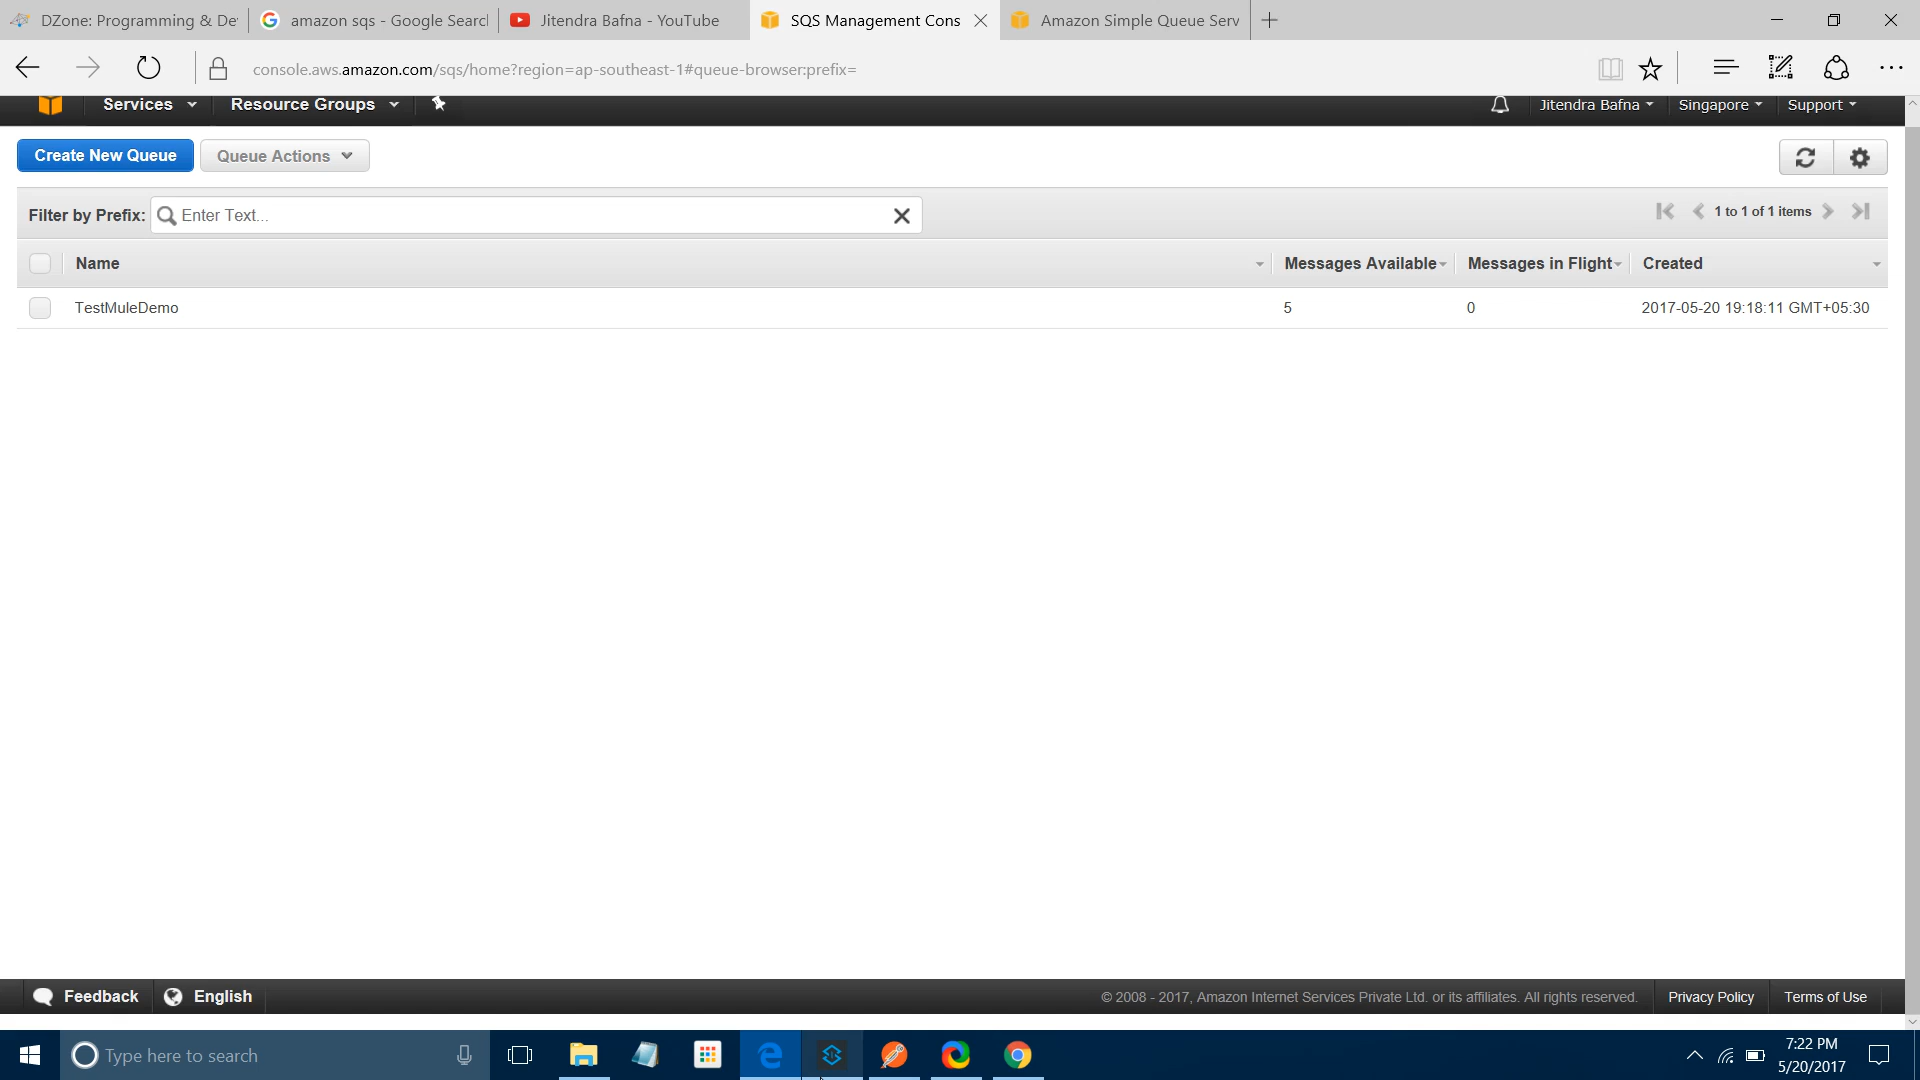 DZone: Programming & De
amazon sqs - Google Search
Jitendra Bafna - YouTube
SQS Management Cons
Amazon Simple Queue Serv
console.aws.amazon.com/sqs/home?region=ap-southeast-1#queue-browser:prefix=
Services
Resource Groups
Jitendra Bafna
Singapore
Support
Create New Queue
Queue Actions
Filter by Prefix:
Enter Text...
1 to 1 of 1 items
Name
Messages Available
Messages in Flight
Created
TestMuleDemo
5
0
2017-05-20 19:18:11 GMT+05:30
Feedback
English
© 2008 - 2017, Amazon Internet Services Private Ltd. or its affiliates. All rights reserved.
Privacy Policy
Terms of Use
Type here to search
7:22 PM
5/20/2017